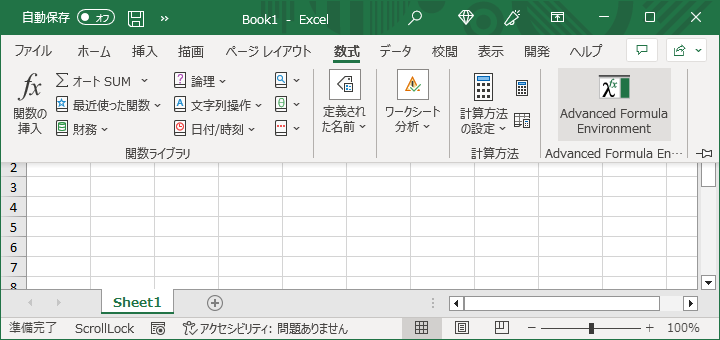 自動保存 オフ Book1 - Excel
ファイル ホーム 挿入 描画 ページ レイアウト 数式 データ 校閲 表示 開発 ヘルプ
fx
関数の
挿入
オート SUM
最近使った関数
財務
論理
文字列操作
日付/時刻
関数ライブラリ
定義され
た名前
ワークシート
分析
計算方法
の設定
計算方法
Advanced Formula
Environment
Advanced Formula En…
2
3
4
5
6
7
8
Sheet1
準備完了 ScrollLock アクセシビリティ: 問題ありません 100%